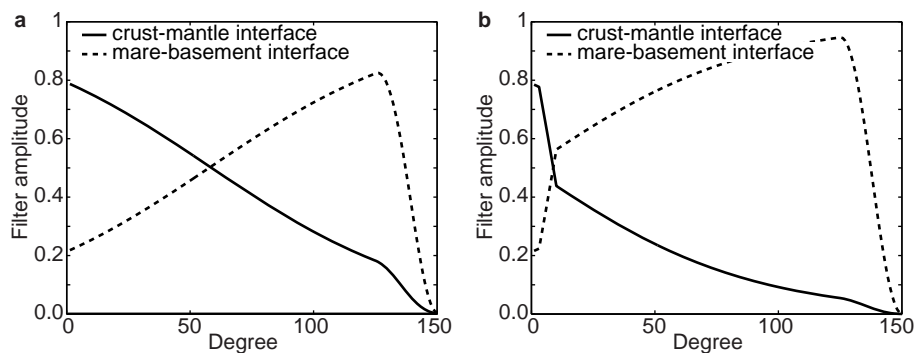 a
crust-mantle interface
mare-basement interface
1
0.8
0.6
0.4
0.2
0.0
Filter amplitude
0
50
100
150
Degree
b
crust-mantle interface
mare-basement interface
1
0.8
0.6
0.4
0.2
0.0
Filter amplitude
0
50
100
150
Degree